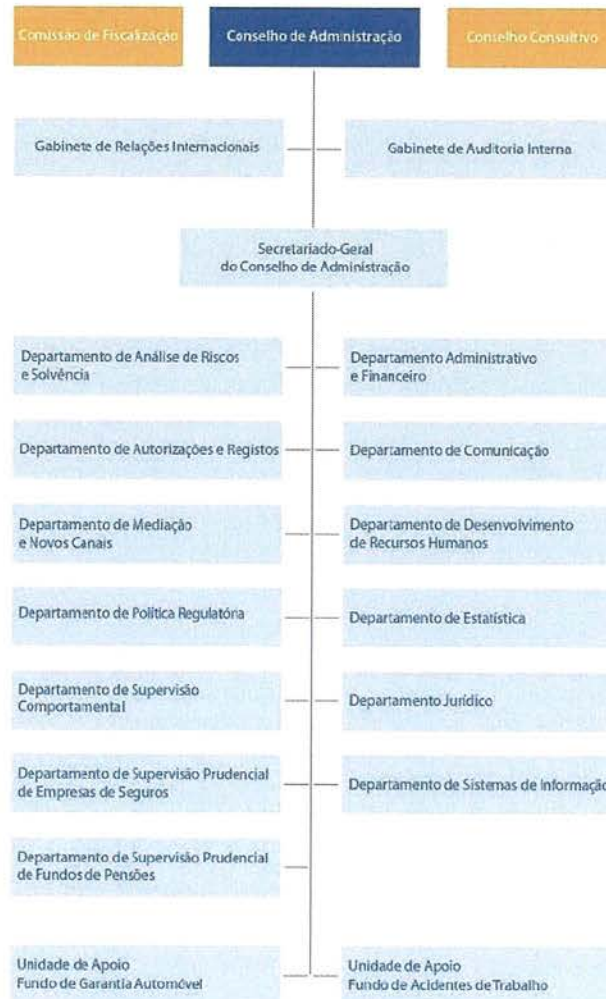 Comissão de Fiscalização
Conselho de Administração
Conselho Consultivo
Gabinete de Relações Internacionais
Gabinete de Auditoria Interna
Secretariado-Geral
do Conselho de Administração
Departamento de Análise de Riscos
e Solvência
Departamento Administrativo
e Financeiro
Departamento de Autorizações e Registos
Departamento de Comunicação
Departamento de Mediação
e Novos Canais
Departamento de Desenvolvimento
de Recursos Humanos
Departamento de Política Regulatória
Departamento de Estatística
Departamento de Supervisão
Comportamental
Departamento Jurídico
Departamento de Supervisão Prudencial
de Empresas de Seguros
Departamento de Sistemas de Informação
Departamento de Supervisão Prudencial
de Fundos de Pensões
Unidade de Apoio
Fundo de Garantia Automóvel
Unidade de Apoio
Fundo de Acidentes de Trabalho